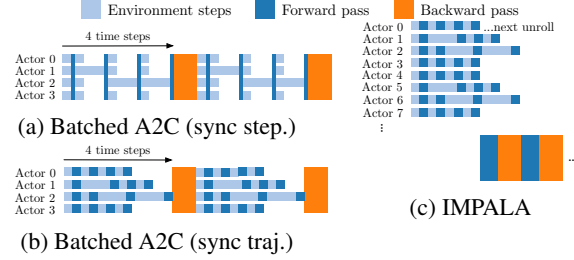 Environment steps Forward pass Backward pass
4 time steps
Actor 0
Actor 1
Actor 2
Actor 3
(a) Batched A2C (sync step.)
4 time steps
Actor 0
Actor 1
Actor 2
Actor 3
(b) Batched A2C (sync traj.)
Actor 0 ...next unroll
Actor 1
Actor 2
Actor 3
Actor 4
Actor 5
Actor 6
Actor 7
⋮
...
(c) IMPALA